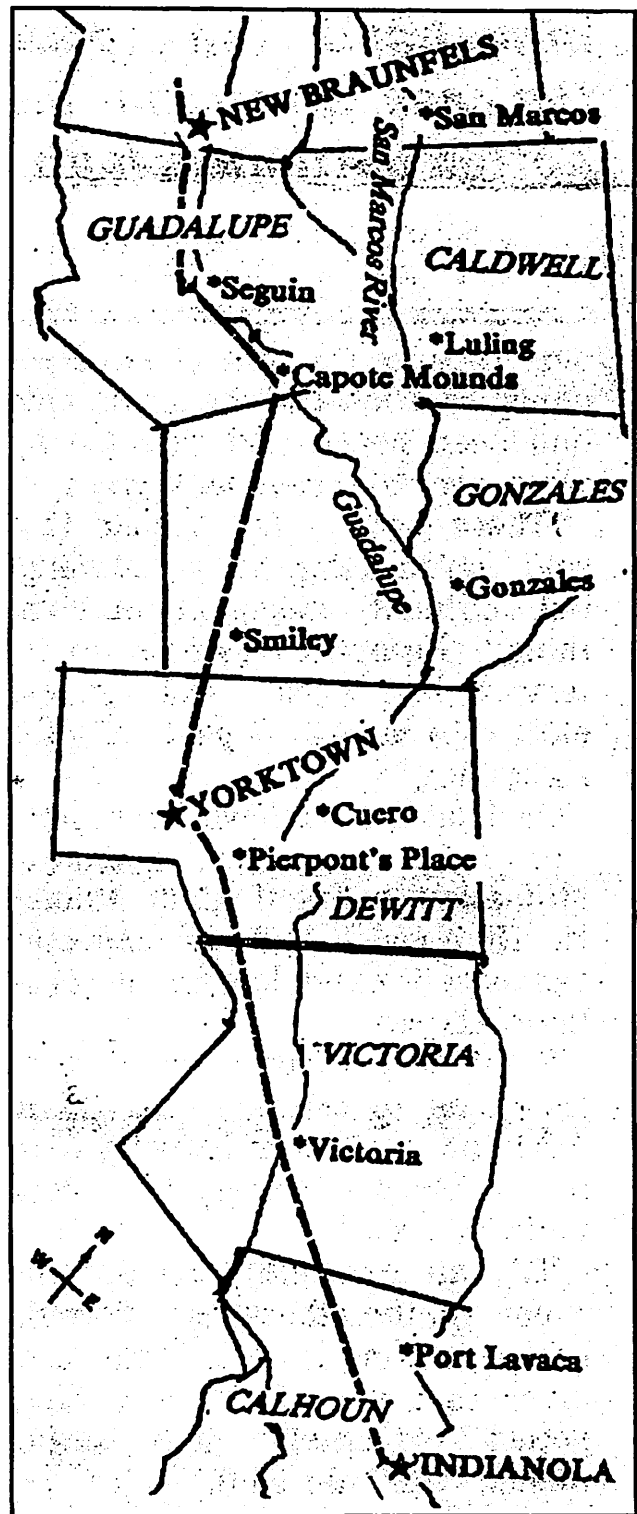 NEW BRAUNFELS
*San Marcos
San Marcos River
GUADALUPE
CALDWELL
*Seguin
*Luling
*Capote Mounds
GONZALES
Guadalupe
*Gonzales
*Smiley
YORKTOWN
*Cuero
*Pierpont's Place
DEWITT
VICTORIA
*Victoria
N
W
E
*Port Lavaca
CALHOUN
INDIANOLA